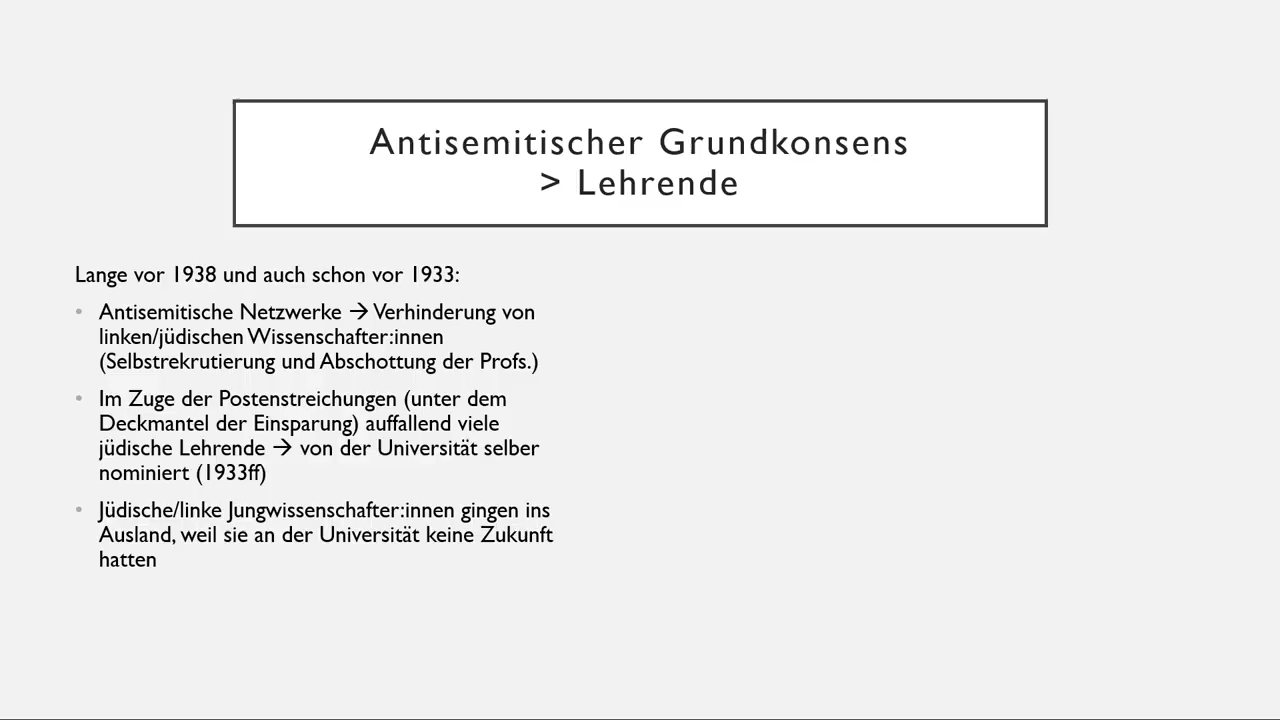 Antisemitischer Grundkonsens
> Lehrende
Lange vor 1938 und auch schon vor 1933:
• Antisemitische Netzwerke → Verhinderung von
linken/jüdischen Wissenschafter:innen
(Selbstrekrutierung und Abschottung der Profs.)
• Im Zuge der Postenstreichungen (unter dem
Deckmantel der Einsparung) auffallend viele
jüdische Lehrende → von der Universität selber
nominiert (1933ff)
• Jüdische/linke Jungwissenschafter:innen gingen ins
Ausland, weil sie an der Universität keine Zukunft
hatten